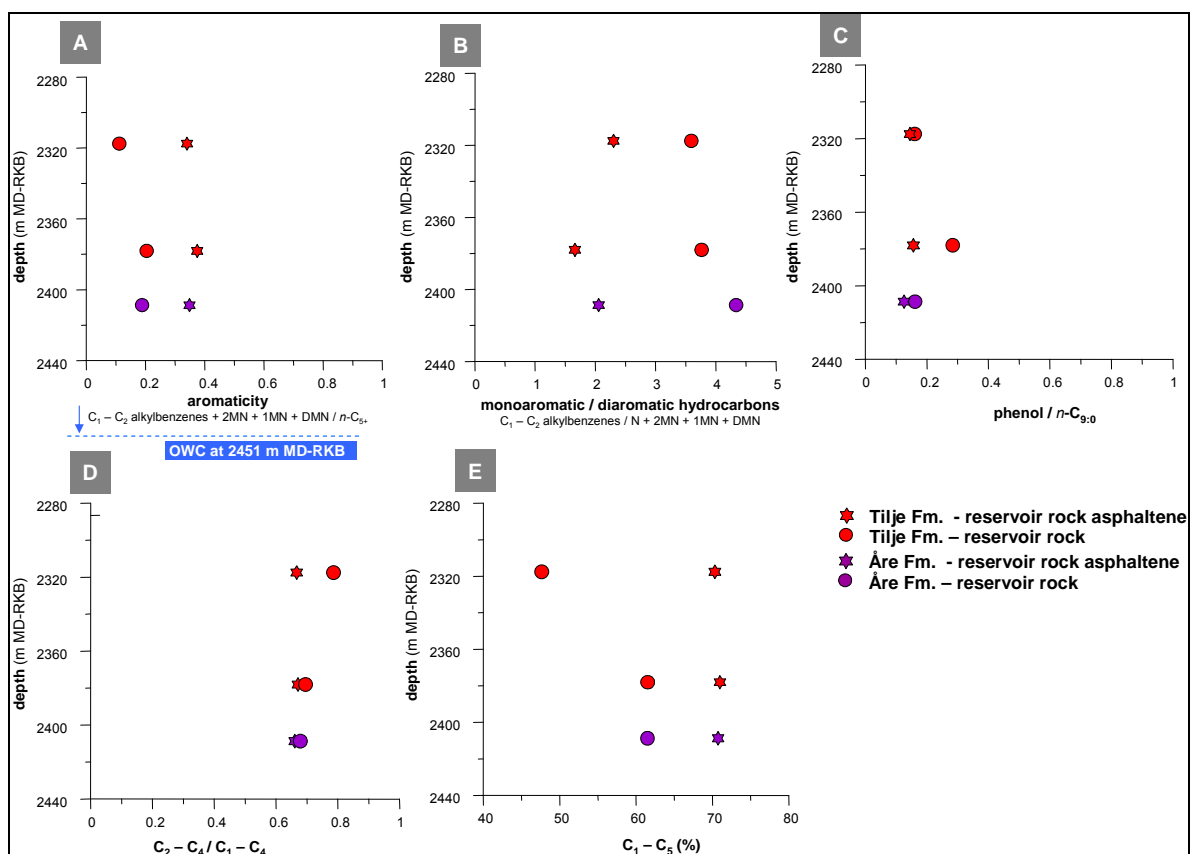 A
B
C
2280
2320
2360
2400
2440
depth (m MD-RKB)
0 0.2 0.4 0.6 0.8 1
aromaticity
C1 – C2 alkylbenzenes + 2MN + 1MN + DMN / n-C5+
2280
2320
2360
2400
2440
depth (m MD-RKB)
0 1 2 3 4 5
monoaromatic / diaromatic hydrocarbons
C1 – C2 alkylbenzenes / N + 2MN + 1MN + DMN
2280
2320
2360
2400
2440
depth (m MD-RKB)
0 0.2 0.4 0.6 0.8 1
phenol / n-C9:0
OWC at 2451 m MD-RKB
D
E
2280
2320
2360
2400
2440
depth (m MD-RKB)
0 0.2 0.4 0.6 0.8 1
C2 – C4 / C1 – C4
2280
2320
2360
2400
2440
depth (m MD-RKB)
40 50 60 70 80
C1 – C5 (%)
Tilje Fm. - reservoir rock asphaltene
Tilje Fm. – reservoir rock
Åre Fm. - reservoir rock asphaltene
Åre Fm. – reservoir rock